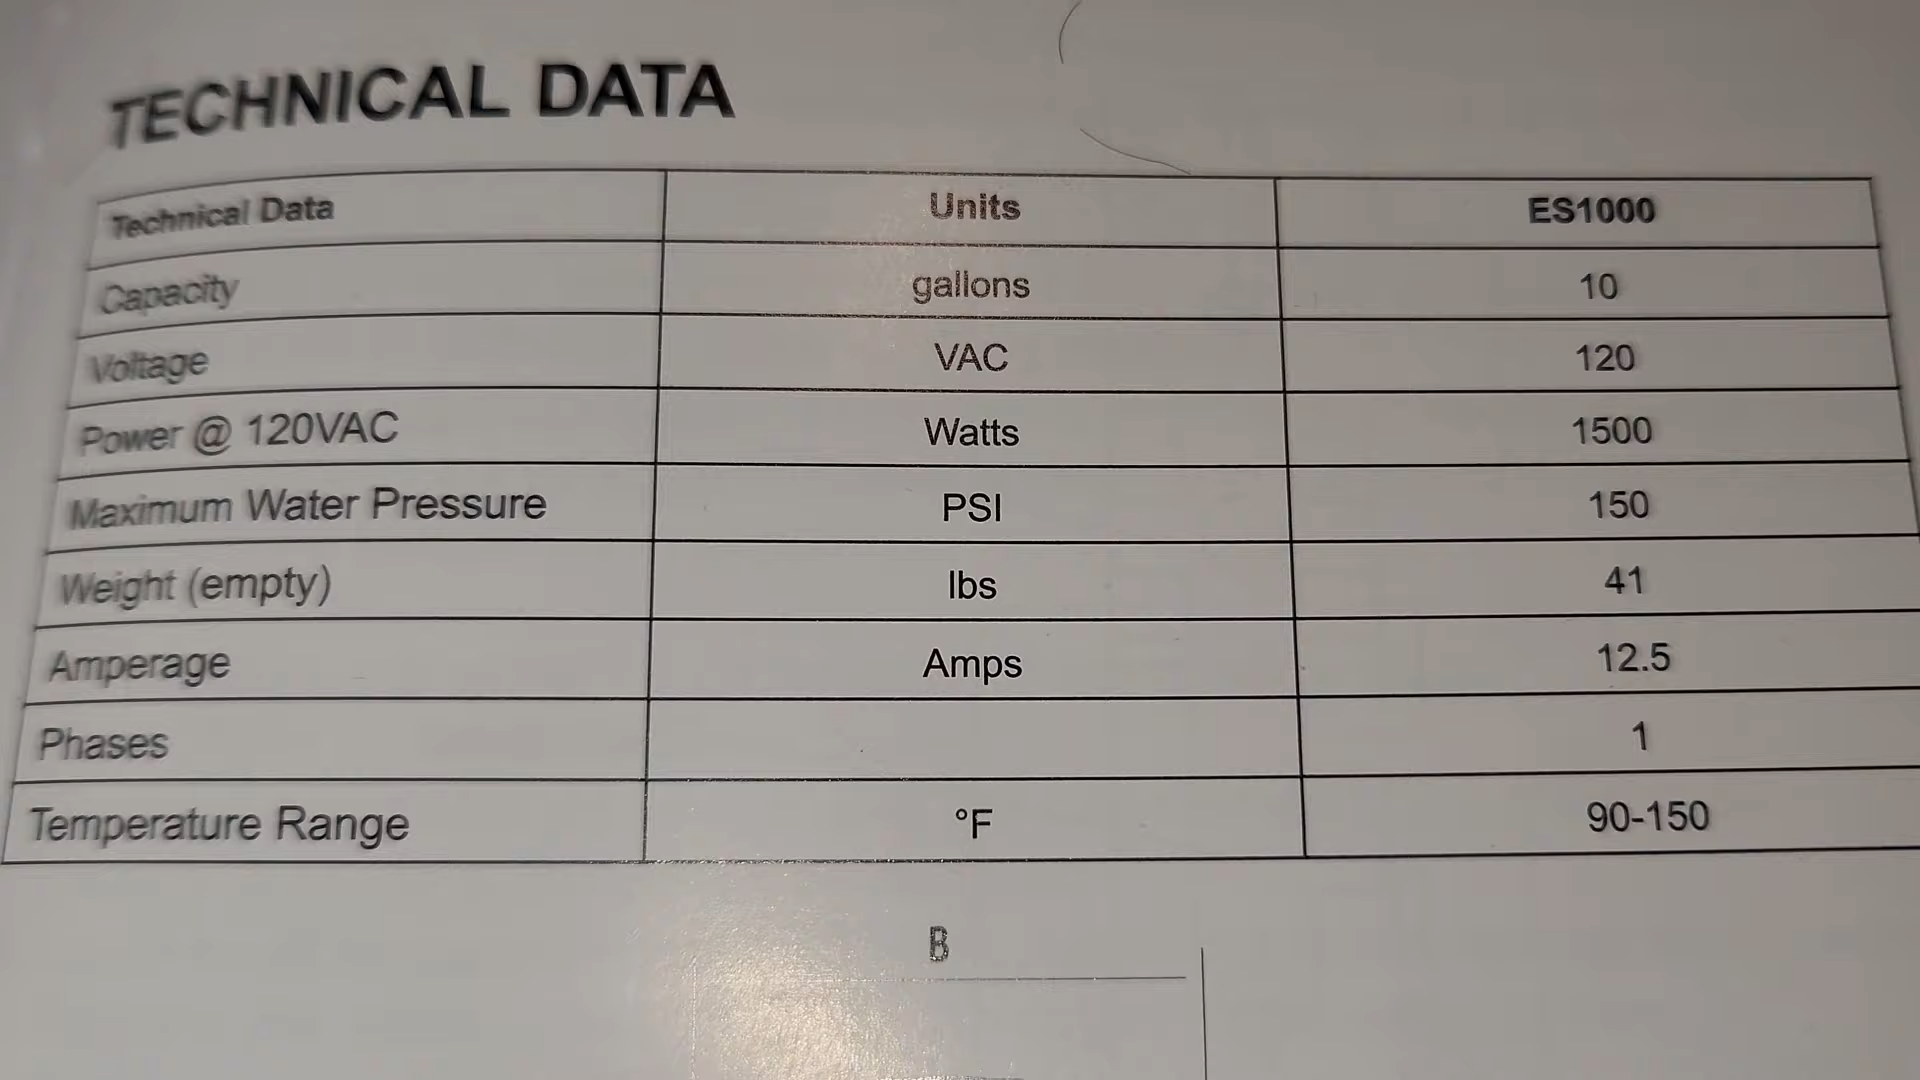 TECHNICAL DATA
Technical Data Units ES1000
Capacity gallons 10
Voltage VAC 120
Power @ 120VAC Watts 1500
Maximum Water Pressure PSI 150
Weight (empty) lbs 41
Amperage Amps 12.5
Phases 1
Temperature Range °F 90-150
B